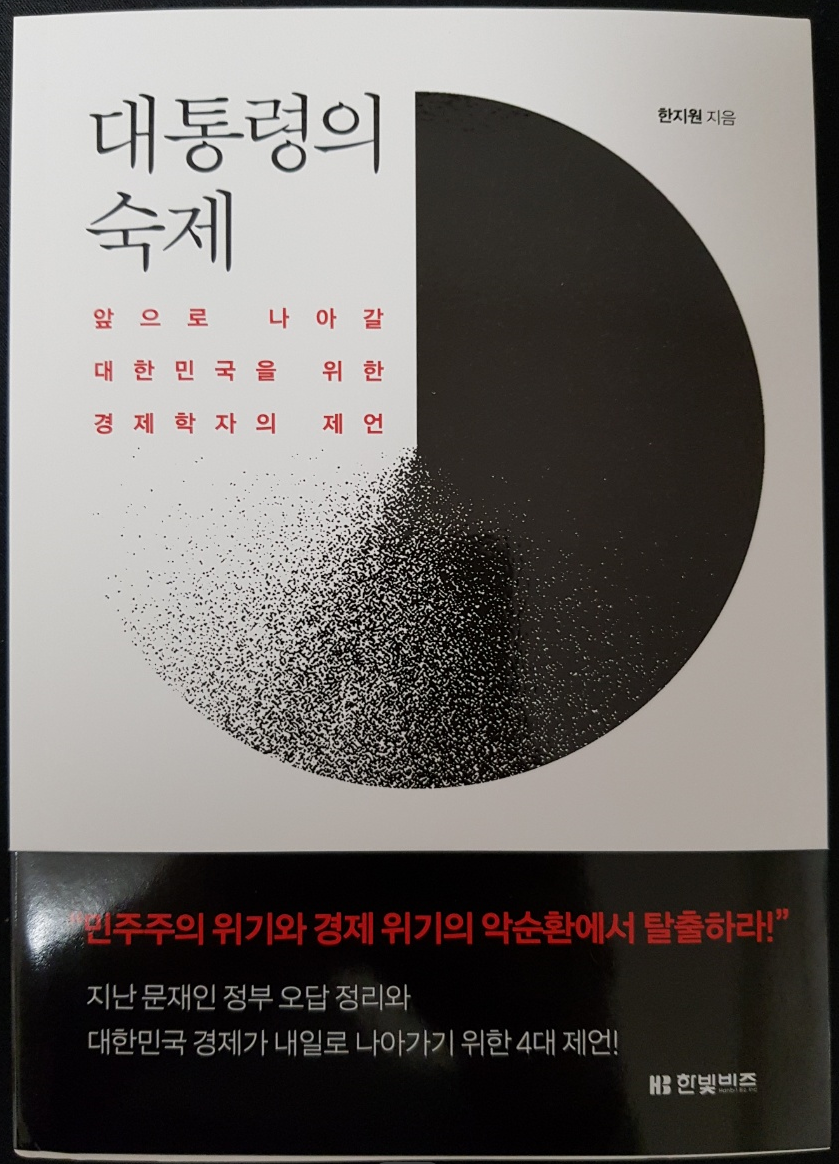 대통령의
숙제
한지원 지음
앞으로 나아갈
대한민국을 위한
경제학자의 제언
"민주주의 위기와 경제 위기의 악순환에서 탈출하라!"
지난 문재인 정부 오답 정리와
대한민국 경제가 내일로 나아가기 위한 4대 제언!
HB 한빛비즈